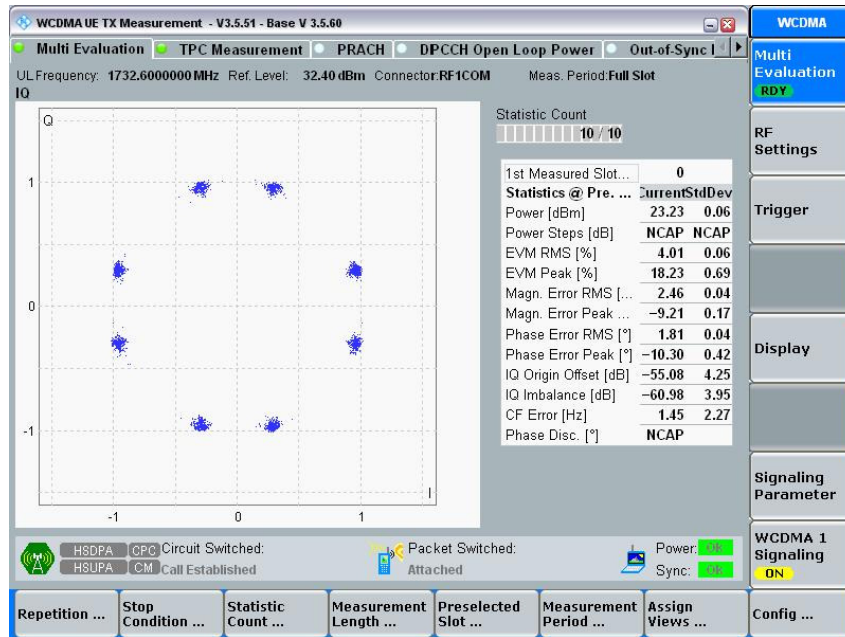 WCDMA UE TX Measurement - V3.5.51 - Base V 3.5.60
WCDMA
Multi Evaluation TPC Measurement PRACH DPCCH Open Loop Power Out-of-Sync
UL Frequency: 1732.6000000 MHz Ref. Level: 32.40 dBm Connector:RF1COM Meas. Period:Full Slot
IQ
Q
1
0
-1
-1 0 1
I
Statistic Count
10 / 10
1st Measured Slot... 0
Statistics @ Pre. ... Current StdDev
Power [dBm] 23.23 0.06
Power Steps [dB] NCAP NCAP
EVM RMS [%] 4.01 0.06
EVM Peak [%] 18.23 0.69
Magn. Error RMS [... 2.46 0.04
Magn. Error Peak ... −9.21 0.17
Phase Error RMS [°] 1.81 0.04
Phase Error Peak [°] −10.30 0.42
IQ Origin Offset [dB] −55.08 4.25
IQ Imbalance [dB] −60.98 3.95
CF Error [Hz] 1.45 2.27
Phase Disc. [°] NCAP
Multi
Evaluation
RDY
RF
Settings
Trigger
Display
Signaling
Parameter
WCDMA 1
Signaling
ON
HSDPA CPC Circuit Switched: Packet Switched: Power: OK
HSUPA CM Call Established Attached Sync: OK
Repetition ...
Stop
Condition ...
Statistic
Count ...
Measurement
Length ...
Preselected
Slot ...
Measurement
Period ...
Assign
Views ...
Config ...